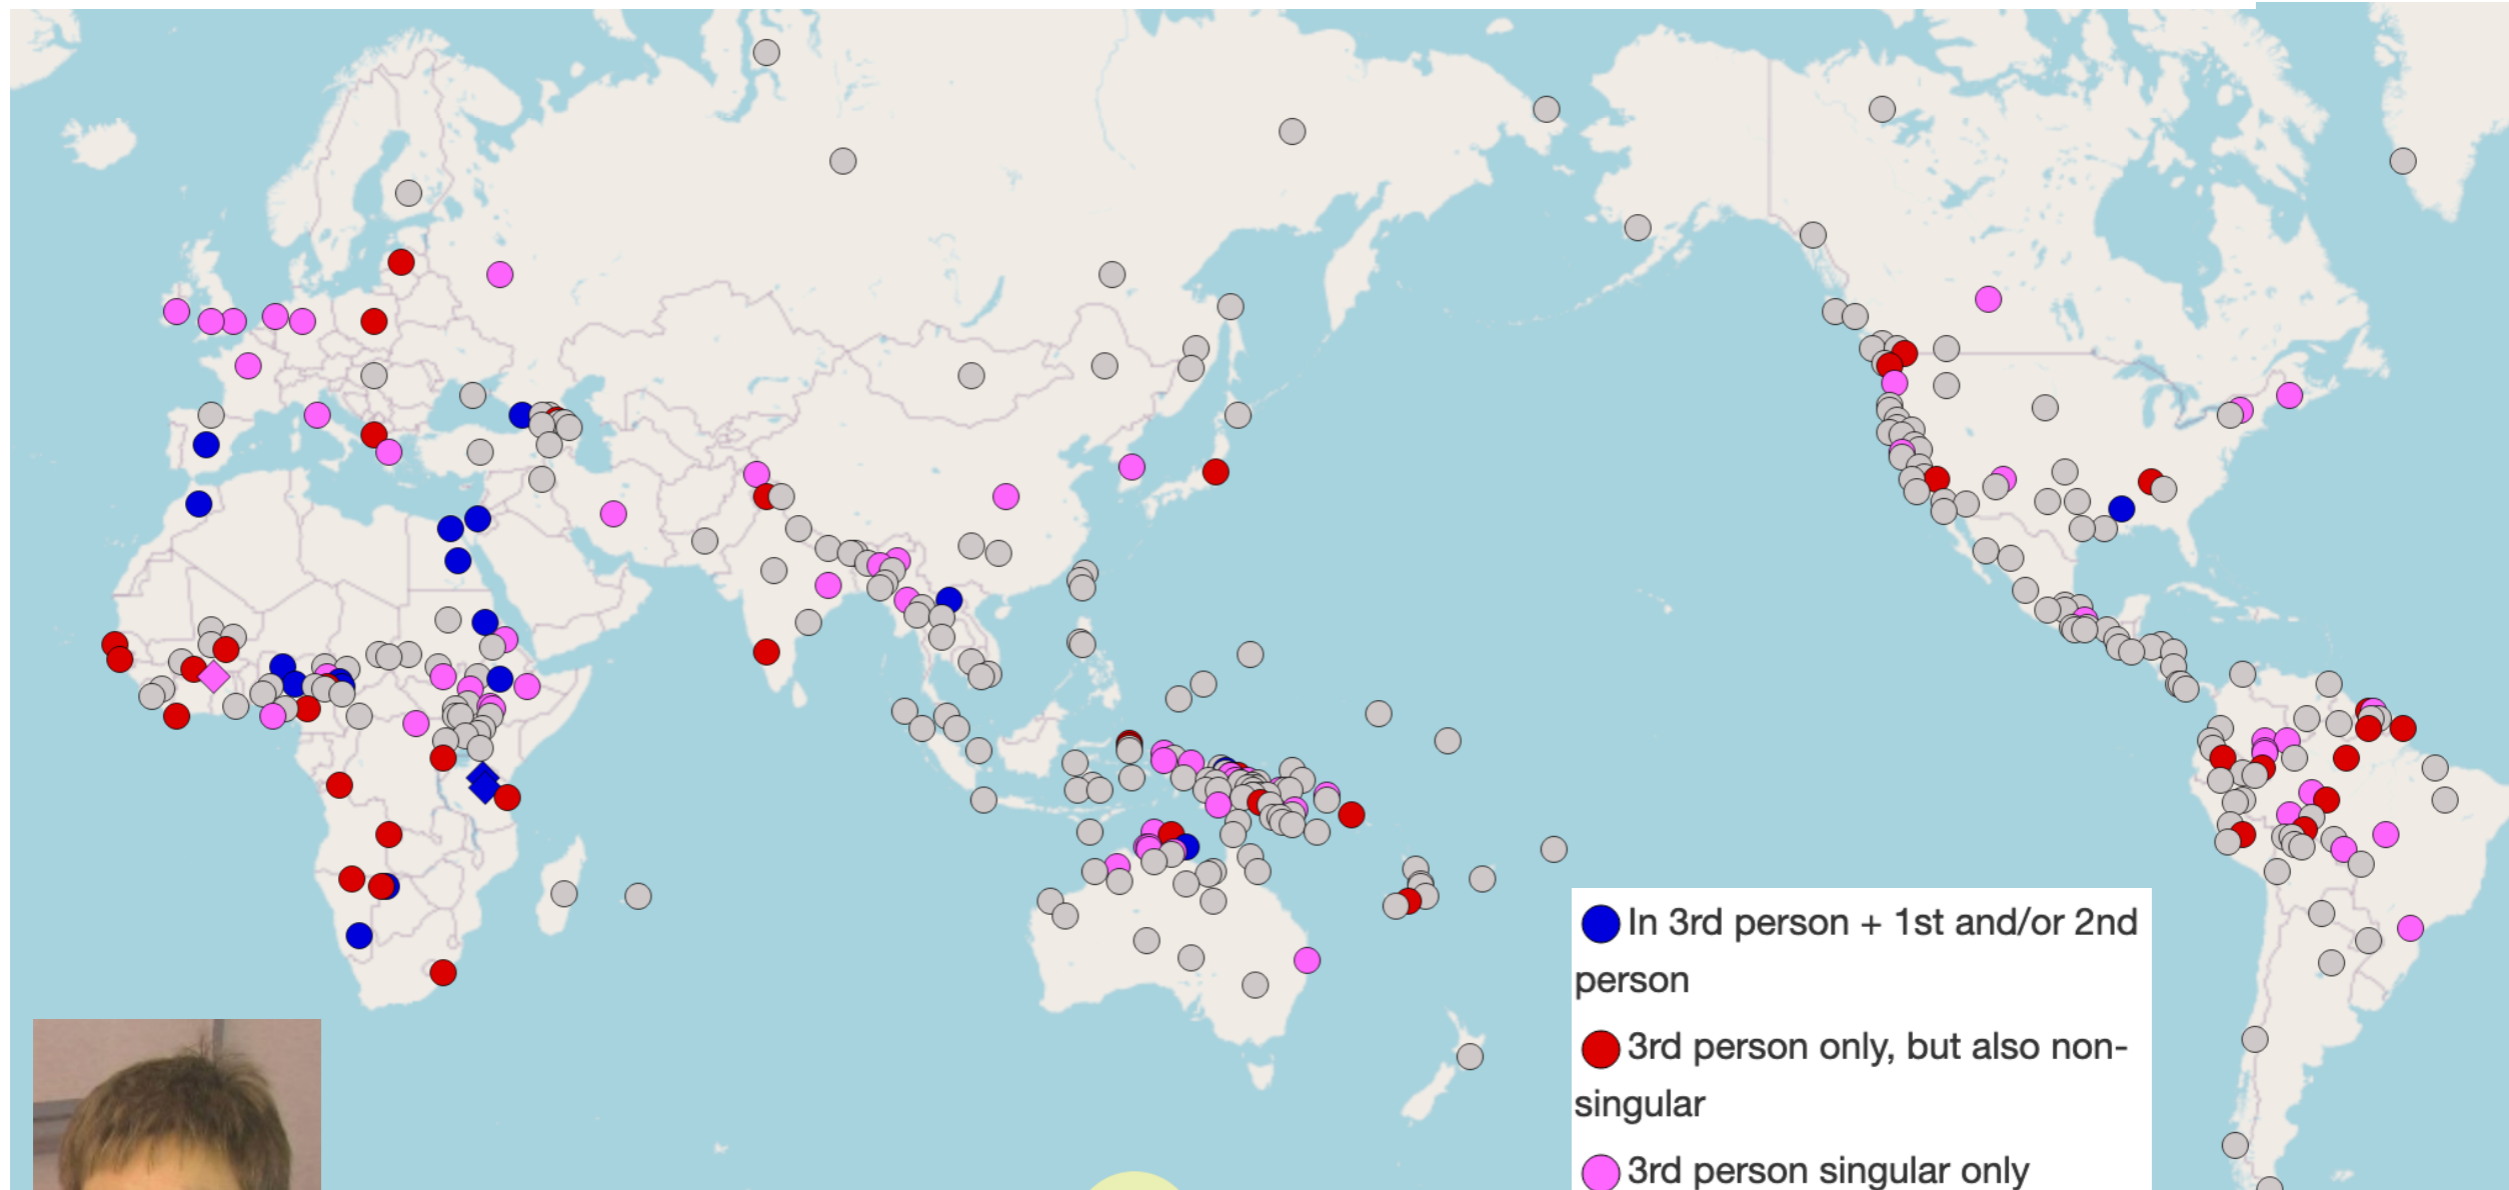 In 3rd person + 1st and/or 2nd
person
3rd person only, but also non-
singular
3rd person singular only